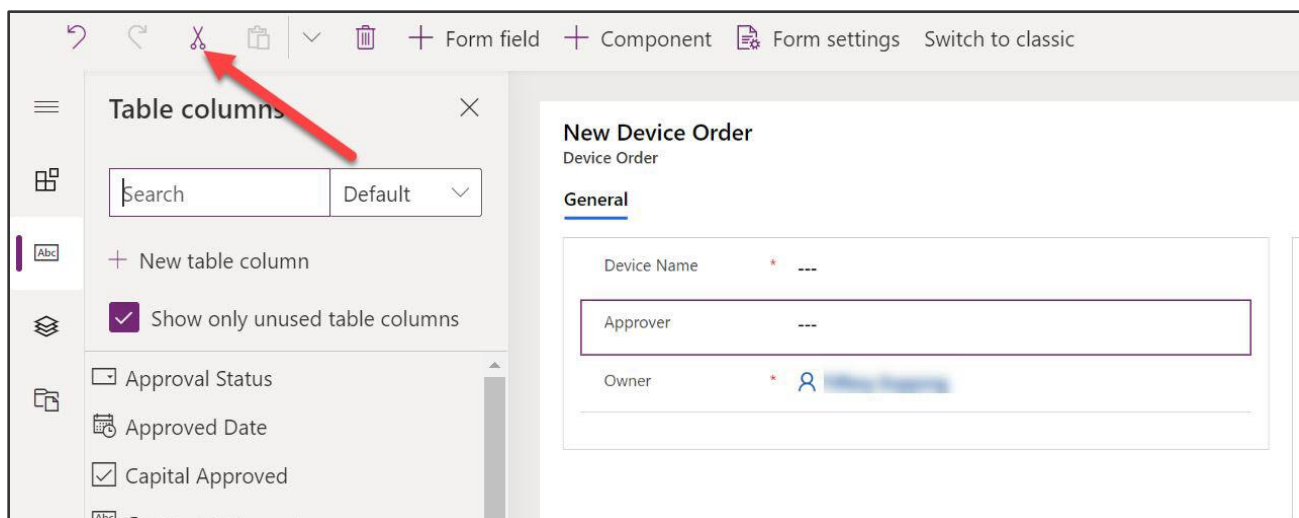 + Form field + Component Form settings Switch to classic
Table columns
Search Default
+ New table column
Show only unused table columns
Approval Status
Approved Date
Capital Approved
New Device Order
Device Order
General
Device Name * ---
Approver ---
Owner *
Abc